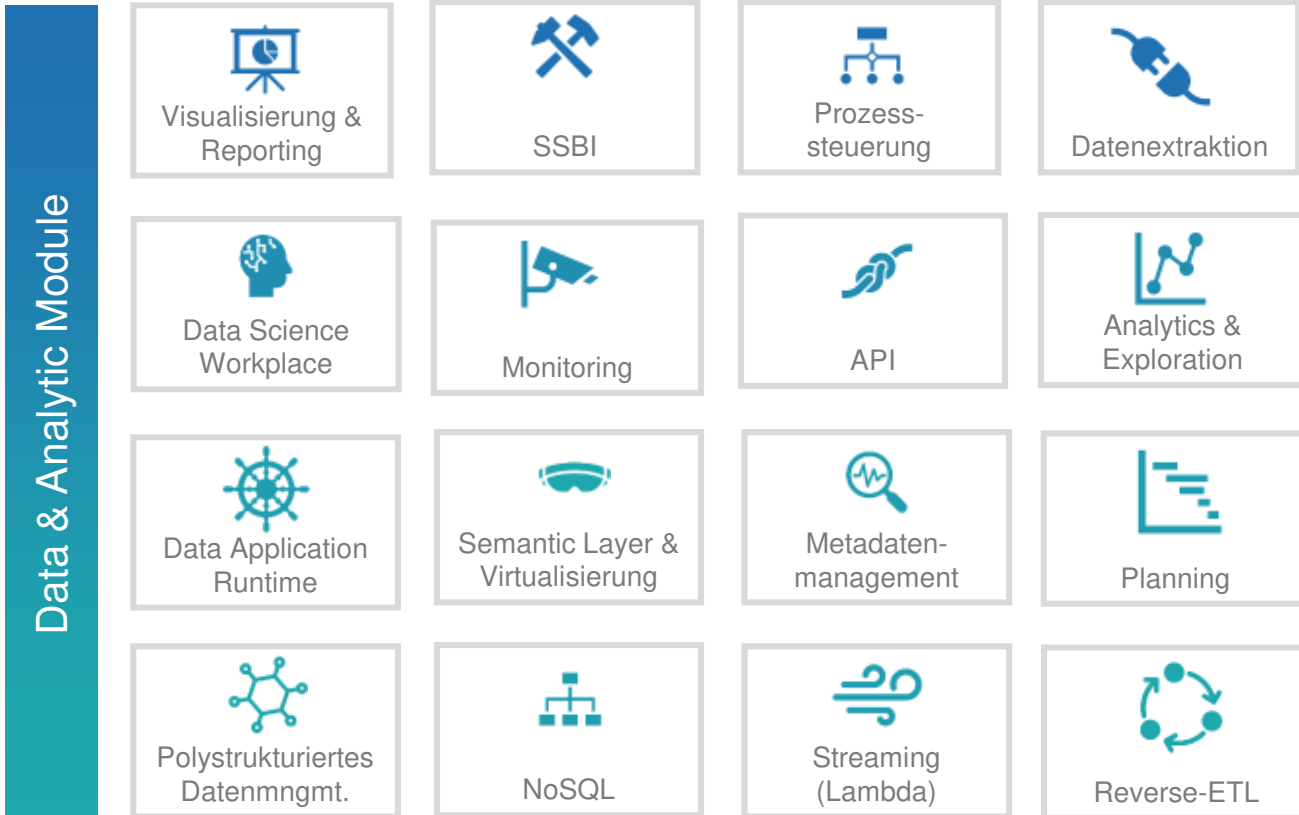 Data & Analytic Module
Visualisierung &
Reporting
SSBI
Prozess-
steuerung
Datenextraktion
Data Science
Workplace
Monitoring
API
Analytics &
Exploration
Data Application
Runtime
Semantic Layer &
Virtualisierung
Metadaten-
management
Planning
Polystrukturiertes
Datenmngmt.
NoSQL
Streaming
(Lambda)
Reverse-ETL